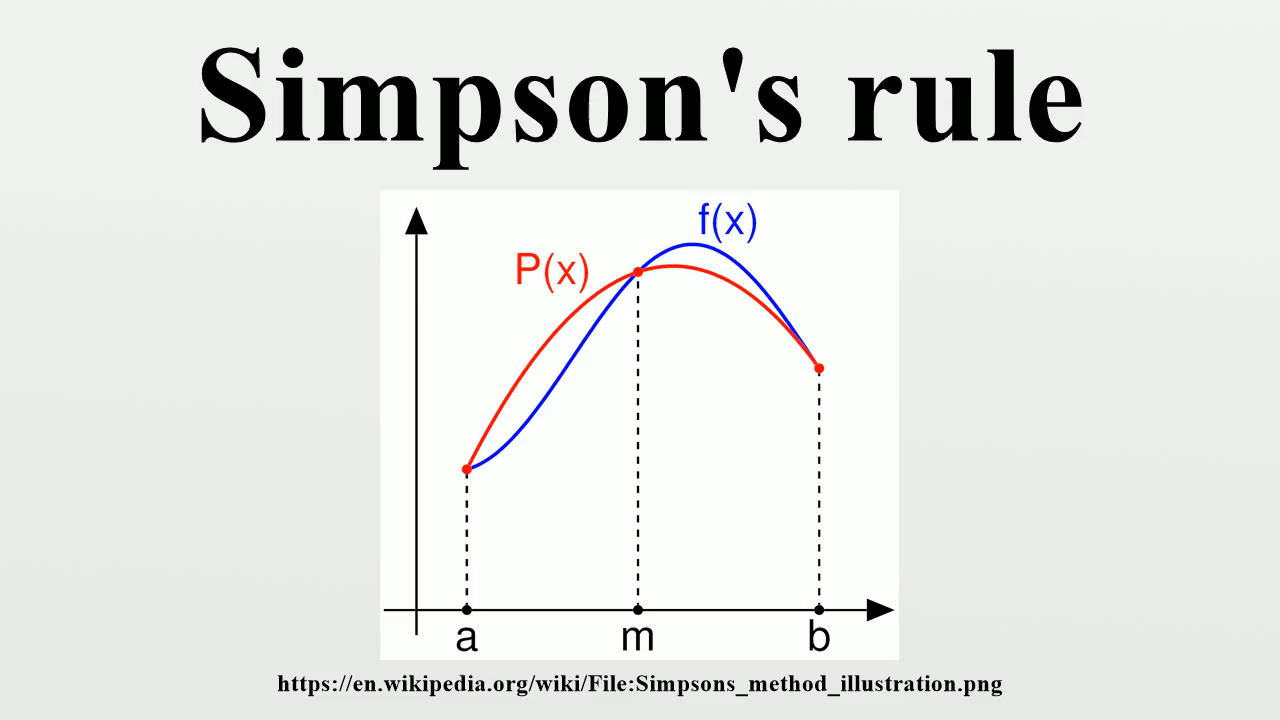 Simpson's rule
f(x)
P(x)
a m b
https://en.wikipedia.org/wiki/File:Simpsons_method_illustration.png